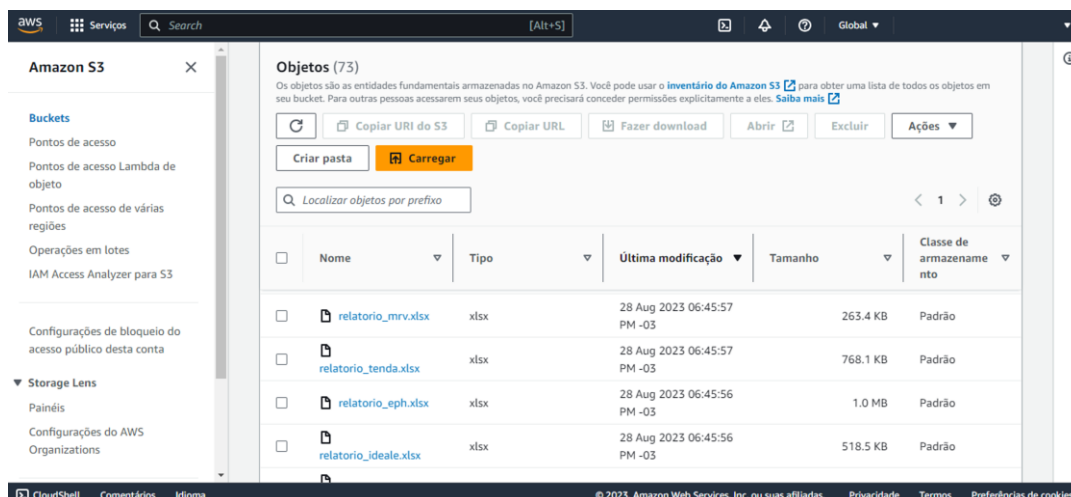 aws
Serviços
Search
[Alt+S]
Global ▼
Amazon S3
Buckets
Pontos de acesso
Pontos de acesso Lambda de
objeto
Pontos de acesso de várias
regiões
Operações em lotes
IAM Access Analyzer para S3
Configurações de bloqueio do
acesso público desta conta
▼ Storage Lens
Painéis
Configurações do AWS
Organizations
Objetos (73)
Os objetos são as entidades fundamentais armazenadas no Amazon S3. Você pode usar o inventário do Amazon S3 para obter uma lista de todos os objetos em
seu bucket. Para outras pessoas acessarem seus objetos, você precisará conceder permissões explicitamente a eles. Saiba mais
Copiar URI do S3
Copiar URL
Fazer download
Abrir
Excluir
Ações ▼
Criar pasta
Carregar
Localizar objetos por prefixo
< 1 >
Nome
Tipo
Última modificação ▼
Tamanho
Classe de
armazename
nto
relatorio_mrv.xlsx
xlsx
28 Aug 2023 06:45:57
PM -03
263.4 KB
Padrão
relatorio_tenda.xlsx
xlsx
28 Aug 2023 06:45:57
PM -03
768.1 KB
Padrão
relatorio_eph.xlsx
xlsx
28 Aug 2023 06:45:56
PM -03
1.0 MB
Padrão
relatorio_ideale.xlsx
xlsx
28 Aug 2023 06:45:56
PM -03
518.5 KB
Padrão
CloudShell
Comentários
Idioma
© 2023, Amazon Web Services, Inc. ou suas afiliadas.
Privacidade
Termos
Preferências de cookies